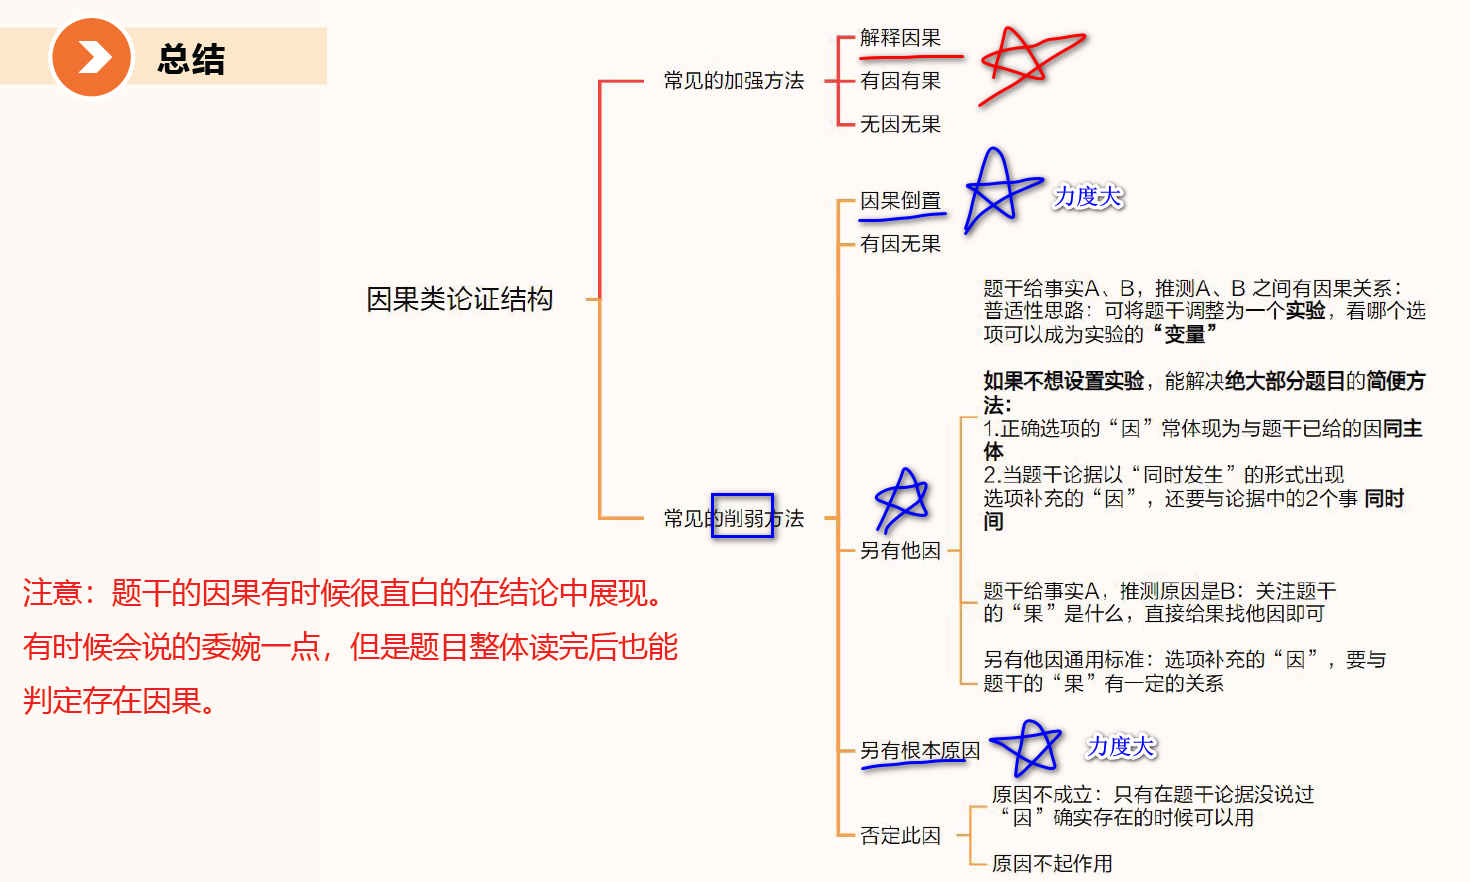 总结
解释因果
常见的加强方法
有因有果
无因无果
因果倒置
力度大
有因无果
因果类论证结构
题干给事实A、B，推测A、B 之间有因果关系：
普适性思路：可将题干调整为一个实验，看哪个选
项可以成为实验的“变量”
如果不想设置实验，能解决绝大部分题目的简便方
法：
1.正确选项的“因”常体现为与题干已给的因同主
体
2.当题干论据以“同时发生”的形式出现
选项补充的“因”，还要与论据中的2个事 同时
间
常见的削弱方法
另有他因
题干给事实A，推测原因是B：关注题干
的“果”是什么，直接给果找他因即可
另有他因通用标准：选项补充的“因”，要与
题干的“果”有一定的关系
注意：题干的因果有时候很直白的在结论中展现。
有时候会说的委婉一点，但是题目整体读完后也能
判定存在因果。
另有根本原因
力度大
原因不成立：只有在题干论据没说过
“因”确实存在的时候可以用
否定此因
原因不起作用